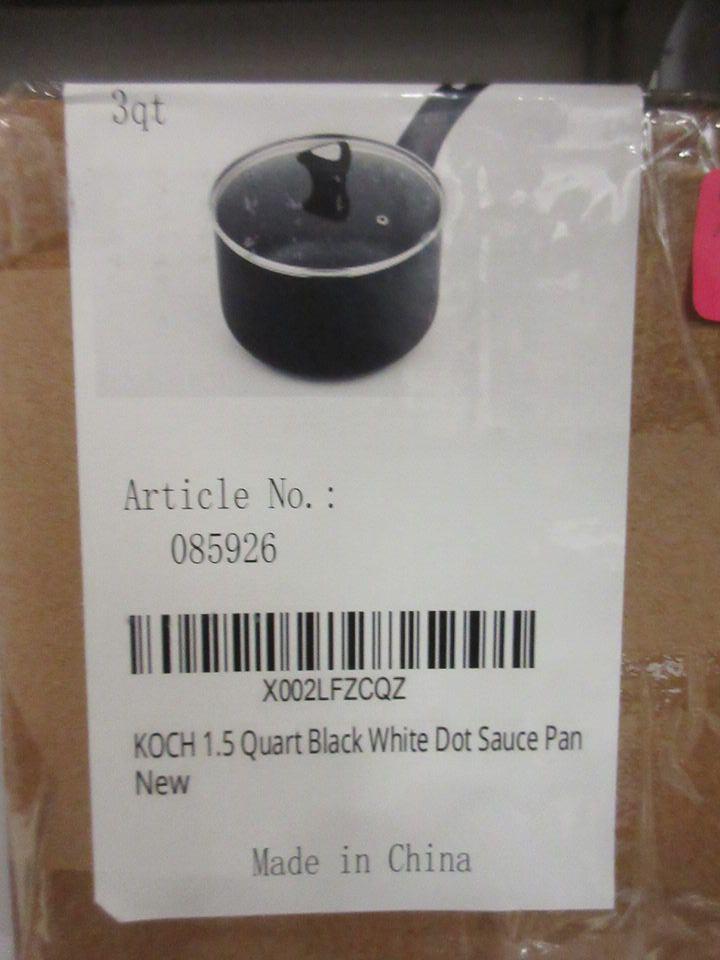 3qt
Article No.:
085926
X002LFZCQZ
KOCH 1.5 Quart Black White Dot Sauce Pan
New
Made in China